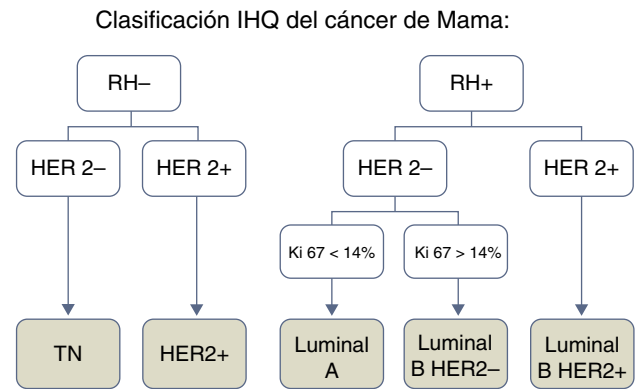 Clasificación IHQ del cáncer de Mama:
RH–
RH+
HER 2–
HER 2+
HER 2–
HER 2+
Ki 67 < 14%
Ki 67 > 14%
TN
HER2+
Luminal
A
Luminal
B HER2–
Luminal
B HER2+